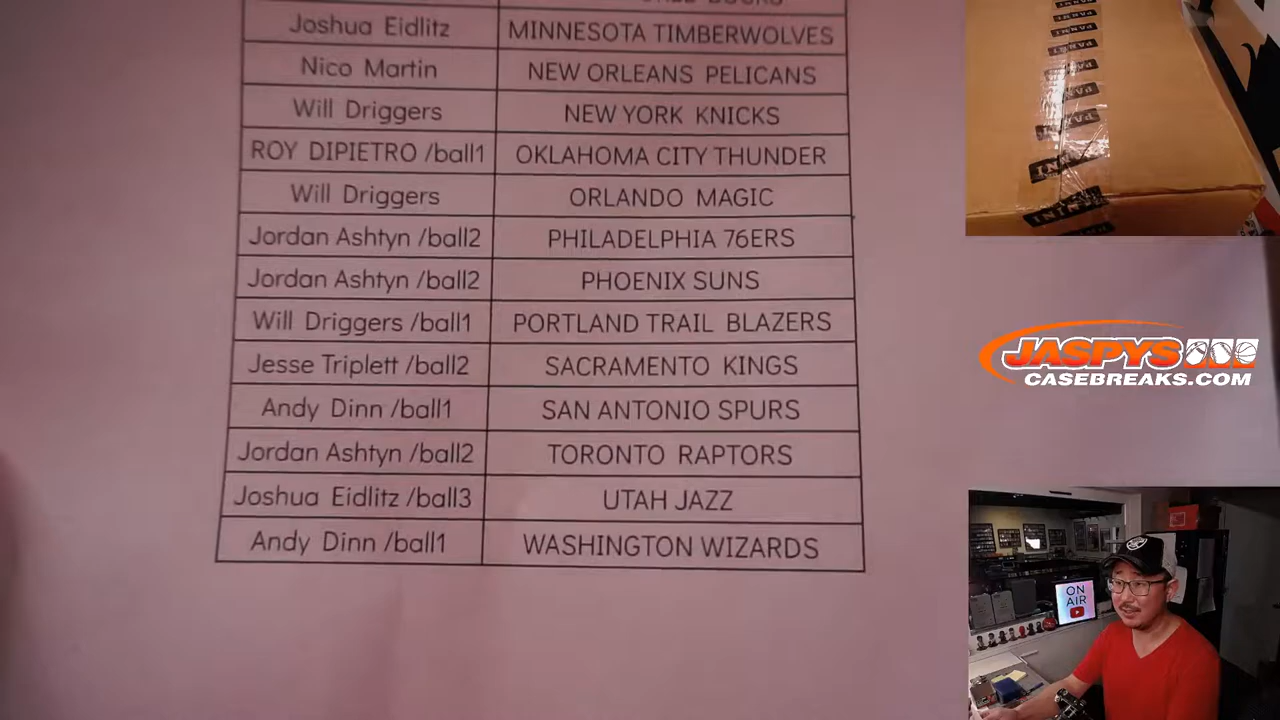 Joshua Eidlitz MINNESOTA TIMBERWOLVES
Nico Martin NEW ORLEANS PELICANS
Will Driggers NEW YORK KNICKS
ROY DIPIETRO /ball1 OKLAHOMA CITY THUNDER
Will Driggers ORLANDO MAGIC
Jordan Ashtyn /ball2 PHILADELPHIA 76ERS
Jordan Ashtyn /ball2 PHOENIX SUNS
Will Driggers /ball1 PORTLAND TRAIL BLAZERS
Jesse Triplett /ball2 SACRAMENTO KINGS
Andy Dinn /ball1 SAN ANTONIO SPURS
Jordan Ashtyn /ball2 TORONTO RAPTORS
Joshua Eidlitz /ball3 UTAH JAZZ
Andy Dinn /ball1 WASHINGTON WIZARDS
PANINI
JASPYS
CASEBREAKS.COM
ON
AIR